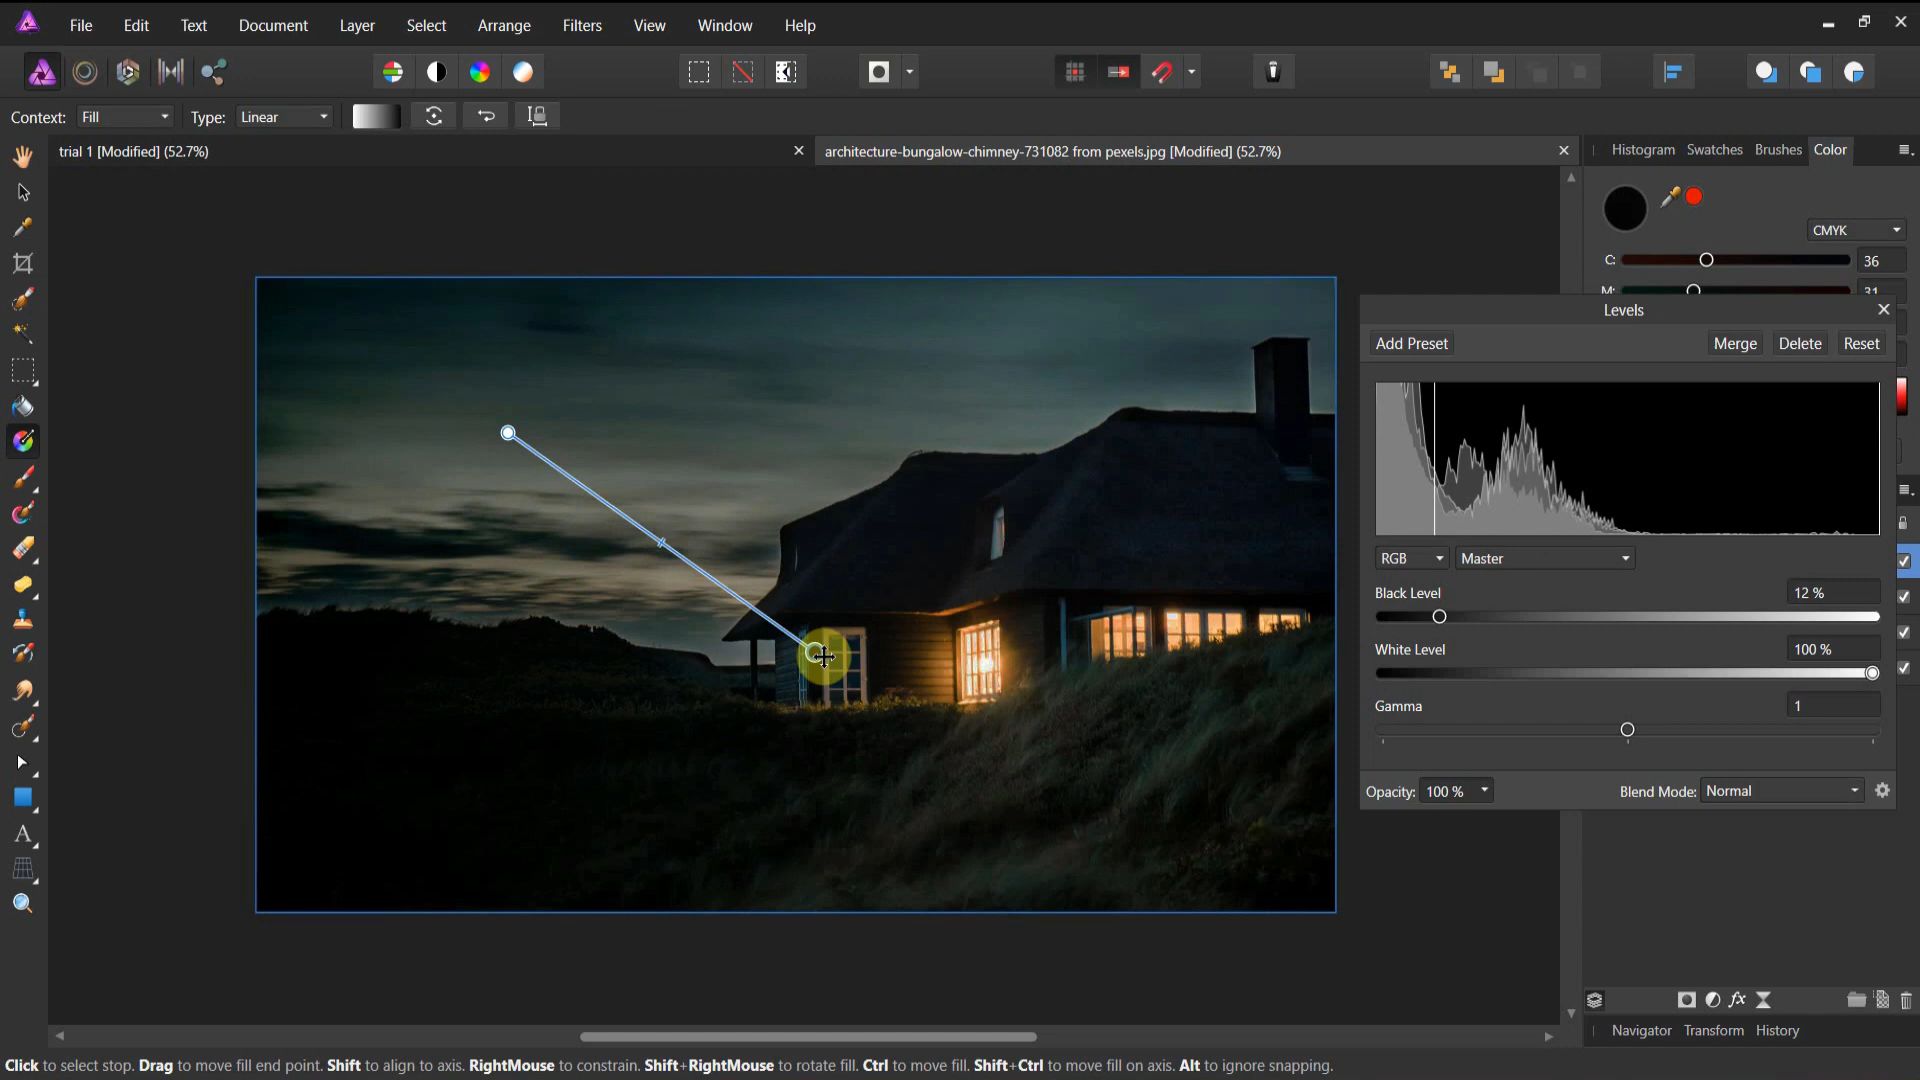 File Edit Text Document Layer Select Arrange Filters View Window Help
Context: Fill Type: Linear
trial 1 [Modified] (52.7%)
architecture-bungalow-chimney-731082 from pexels.jpg [Modified] (52.7%)
Histogram Swatches Brushes Color
CMYK
C: 36
M: 31
Levels
Add Preset Merge Delete Reset
RGB Master
Black Level 12 %
White Level 100 %
Gamma 1
Opacity: 100 % Blend Mode: Normal
fx
Navigator Transform History
Click to select stop. Drag to move fill end point. Shift to align to axis. RightMouse to constrain. Shift+RightMouse to rotate fill. Ctrl to move fill. Shift+Ctrl to move fill on axis. Alt to ignore snapping.